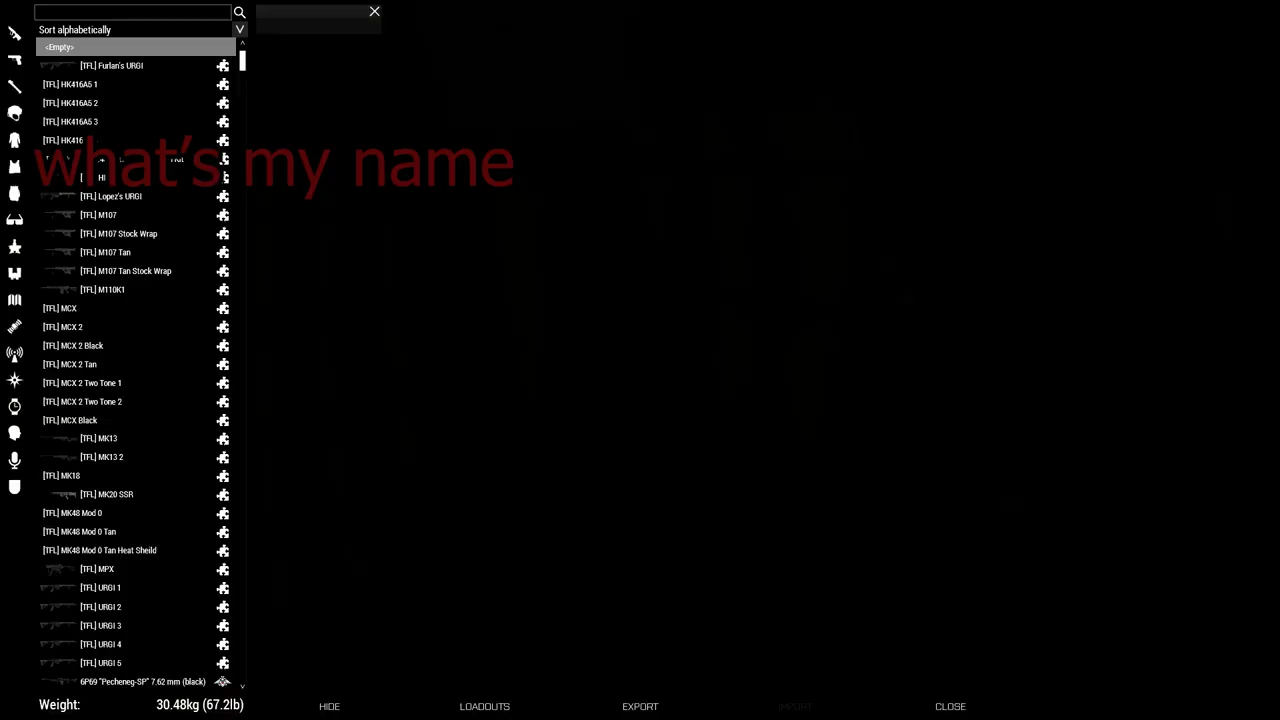 Sort alphabetically
<Empty>
[TFL] Furlan's URGI
[TFL] HK416A5 1
[TFL] HK416A5 2
[TFL] HK416A5 3
[TFL] HK416
what's my name
[TFL] Lopez's URGI
[TFL] M107
[TFL] M107 Stock Wrap
[TFL] M107 Tan
[TFL] M107 Tan Stock Wrap
[TFL] M110K1
[TFL] MCX
[TFL] MCX 2
[TFL] MCX 2 Black
[TFL] MCX 2 Tan
[TFL] MCX 2 Two Tone 1
[TFL] MCX 2 Two Tone 2
[TFL] MCX Black
[TFL] MK13
[TFL] MK13 2
[TFL] MK18
[TFL] MK20 SSR
[TFL] MK48 Mod 0
[TFL] MK48 Mod 0 Tan
[TFL] MK48 Mod 0 Tan Heat Sheild
[TFL] MPX
[TFL] URGI 1
[TFL] URGI 2
[TFL] URGI 3
[TFL] URGI 4
[TFL] URGI 5
6P69 "Pecheneg-SP" 7.62 mm (black)
Weight: 30.48kg (67.2lb)
HIDE LOADOUTS EXPORT IMPORT CLOSE